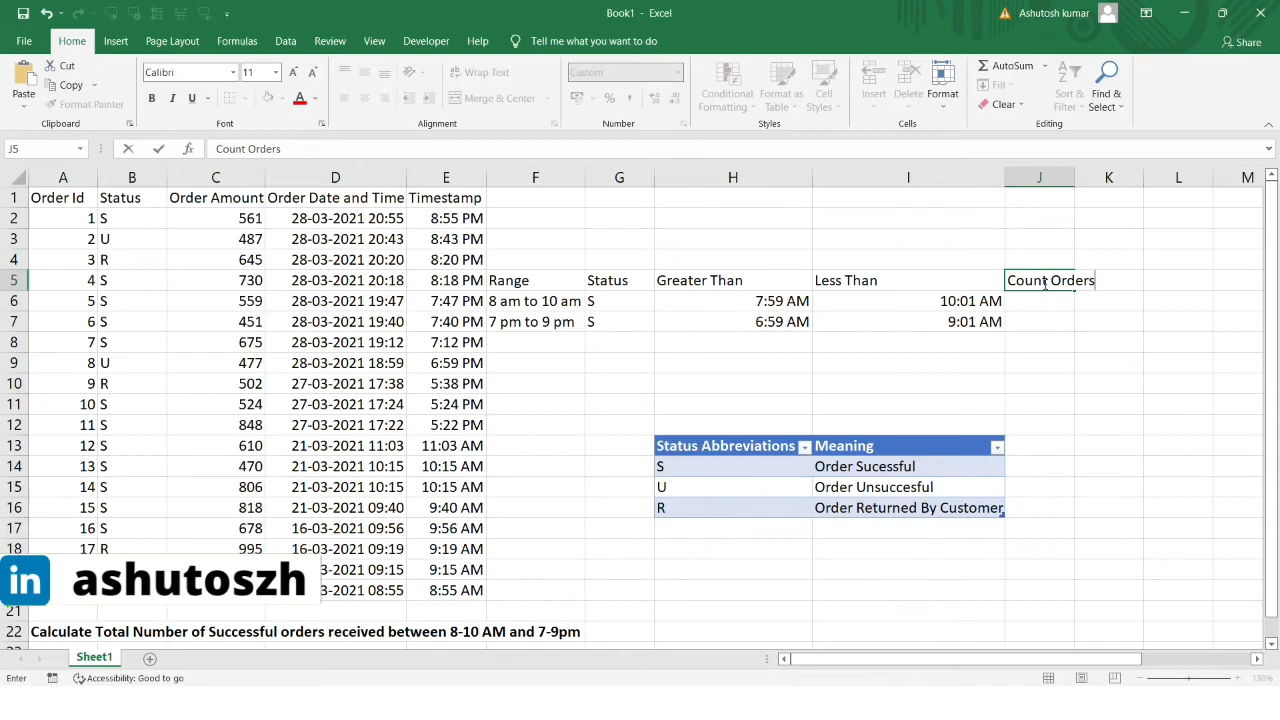 Book1 - Excel
Ashutosh kumar
File Home Insert Page Layout Formulas Data Review View Developer Help Tell me what you want to do Share
Paste Cut Copy Format Painter Clipboard
Calibri 11 B I U A Font
Wrap Text Merge & Center Alignment
Custom % Number
Conditional Formatting Format as Table Cell Styles Styles
Insert Delete Format Cells
AutoSum Fill Clear Sort & Filter Find & Select Editing
J5 fx Count Orders
A B C D E F G H I J K L M
1 Order Id Status Order Amount Order Date and Time Timestamp
2 1 S 561 28-03-2021 20:55 8:55 PM
3 2 U 487 28-03-2021 20:43 8:43 PM
4 3 R 645 28-03-2021 20:20 8:20 PM
5 4 S 730 28-03-2021 20:18 8:18 PM Range Status Greater Than Less Than Count Orders
6 5 S 559 28-03-2021 19:47 7:47 PM 8 am to 10 am S 7:59 AM 10:01 AM
7 6 S 451 28-03-2021 19:40 7:40 PM 7 pm to 9 pm S 6:59 AM 9:01 AM
8 7 S 675 28-03-2021 19:12 7:12 PM
9 8 U 477 28-03-2021 18:59 6:59 PM
10 9 R 502 27-03-2021 17:38 5:38 PM
11 10 S 524 27-03-2021 17:24 5:24 PM
12 11 S 848 27-03-2021 17:22 5:22 PM
13 12 S 610 21-03-2021 11:03 11:03 AM Status Abbreviations Meaning
14 13 S 470 21-03-2021 10:15 10:15 AM S Order Sucessful
15 14 S 806 21-03-2021 10:15 10:15 AM U Order Unsuccesful
16 15 S 818 21-03-2021 09:40 9:40 AM R Order Returned By Customer
17 16 S 678 16-03-2021 09:56 9:56 AM
18 17 R 995 16-03-2021 09:19 9:19 AM
3-2021 09:15 9:15 AM
3-2021 08:55 8:55 AM
in ashutoszh
21
22 Calculate Total Number of Successful orders received between 8-10 AM and 7-9pm
Sheet1
Enter Accessibility: Good to go 130%